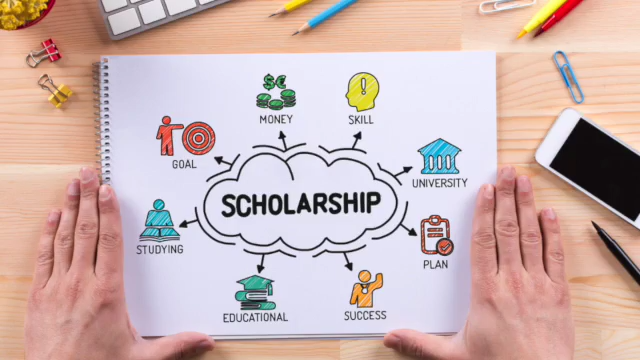 MONEY
SKILL
GOAL
UNIVERSITY
SCHOLARSHIP
STUDYING
PLAN
EDUCATIONAL
SUCCESS